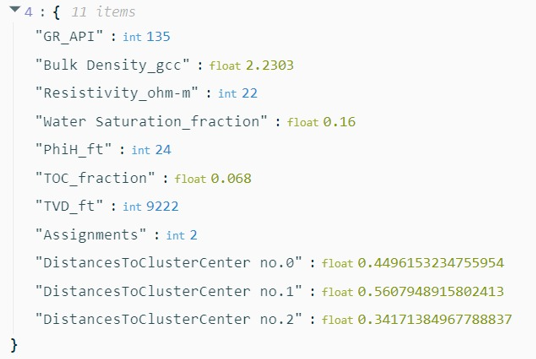 4 : { 11 items
"GR_API" : int 135
"Bulk Density_gcc" : float 2.2303
"Resistivity_ohm-m" : int 22
"Water Saturation_fraction" : float 0.16
"PhiH_ft" : int 24
"TOC_fraction" : float 0.068
"TVD_ft" : int 9222
"Assignments" : int 2
"DistancesToClusterCenter no.0" : float 0.4496153234755954
"DistancesToClusterCenter no.1" : float 0.5607948915802413
"DistancesToClusterCenter no.2" : float 0.34171384967788837
}